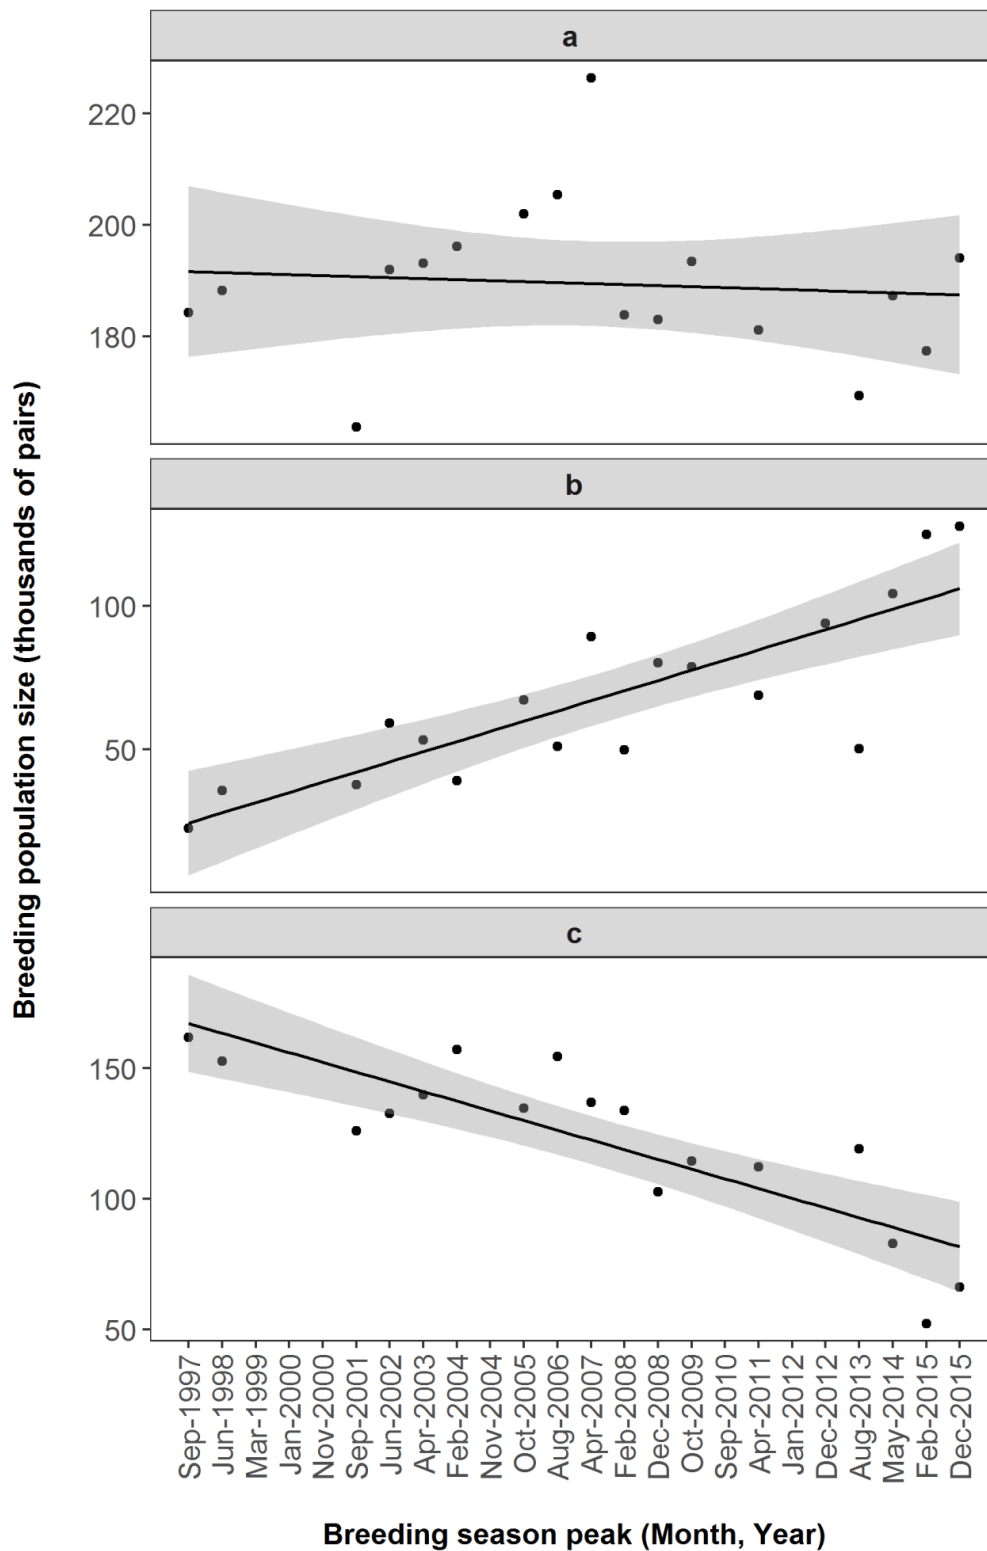 a
220
200
180
b
100
50
c
150
100
50
Breeding population size (thousands of pairs)
Sep-1997
Jun-1998
Mar-1999
Jan-2000
Nov-2000
Sep-2001
Jun-2002
Apr-2003
Feb-2004
Nov-2004
Oct-2005
Aug-2006
Apr-2007
Feb-2008
Dec-2008
Oct-2009
Sep-2010
Apr-2011
Jan-2012
Dec-2012
Aug-2013
May-2014
Feb-2015
Dec-2015
Breeding season peak (Month, Year)